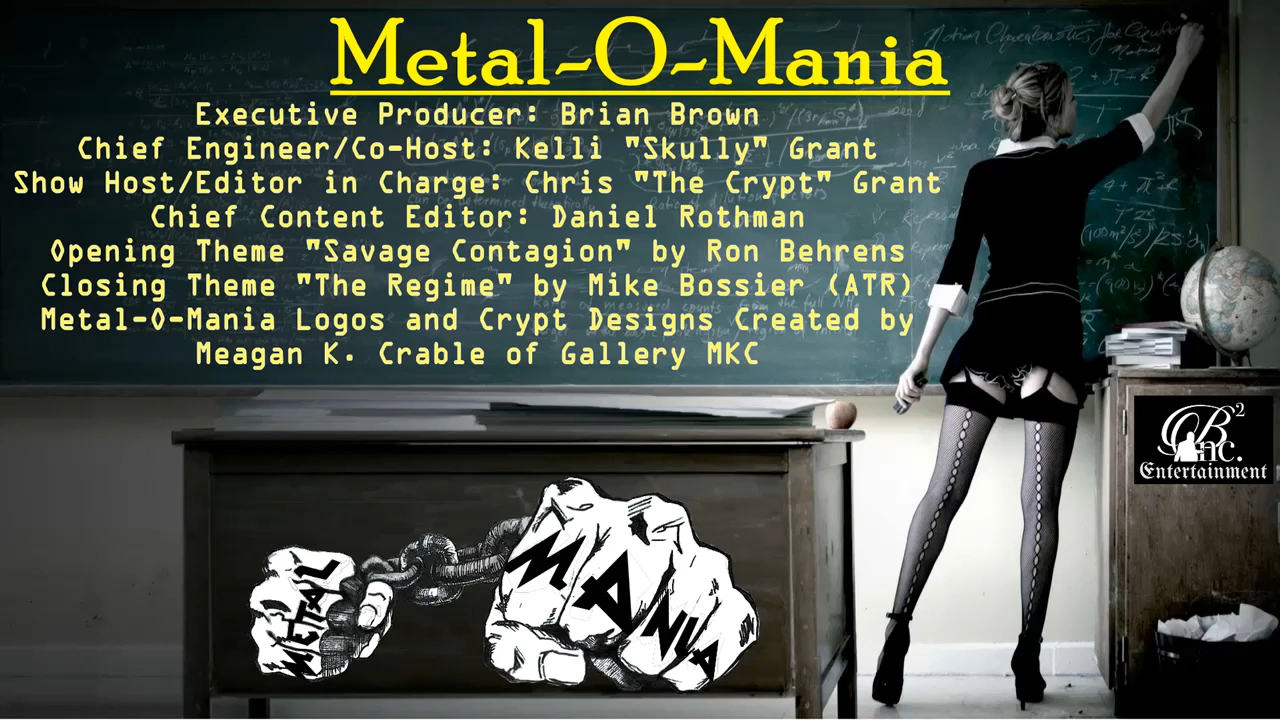 Metal-O-Mania
Executive Producer: Brian Brown
Chief Engineer/Co-Host: Kelli "Skully" Grant
Show Host/Editor in Charge: Chris "The Crypt" Grant
Chief Content Editor: Daniel Rothman
Opening Theme "Savage Contagion" by Ron Behrens
Closing Theme "The Regime" by Mike Bossier (ATR)
Metal-O-Mania Logos and Crypt Designs Created by
Meagan K. Crable of Gallery MKC
B² Inc.
Entertainment
METAL
MANIA